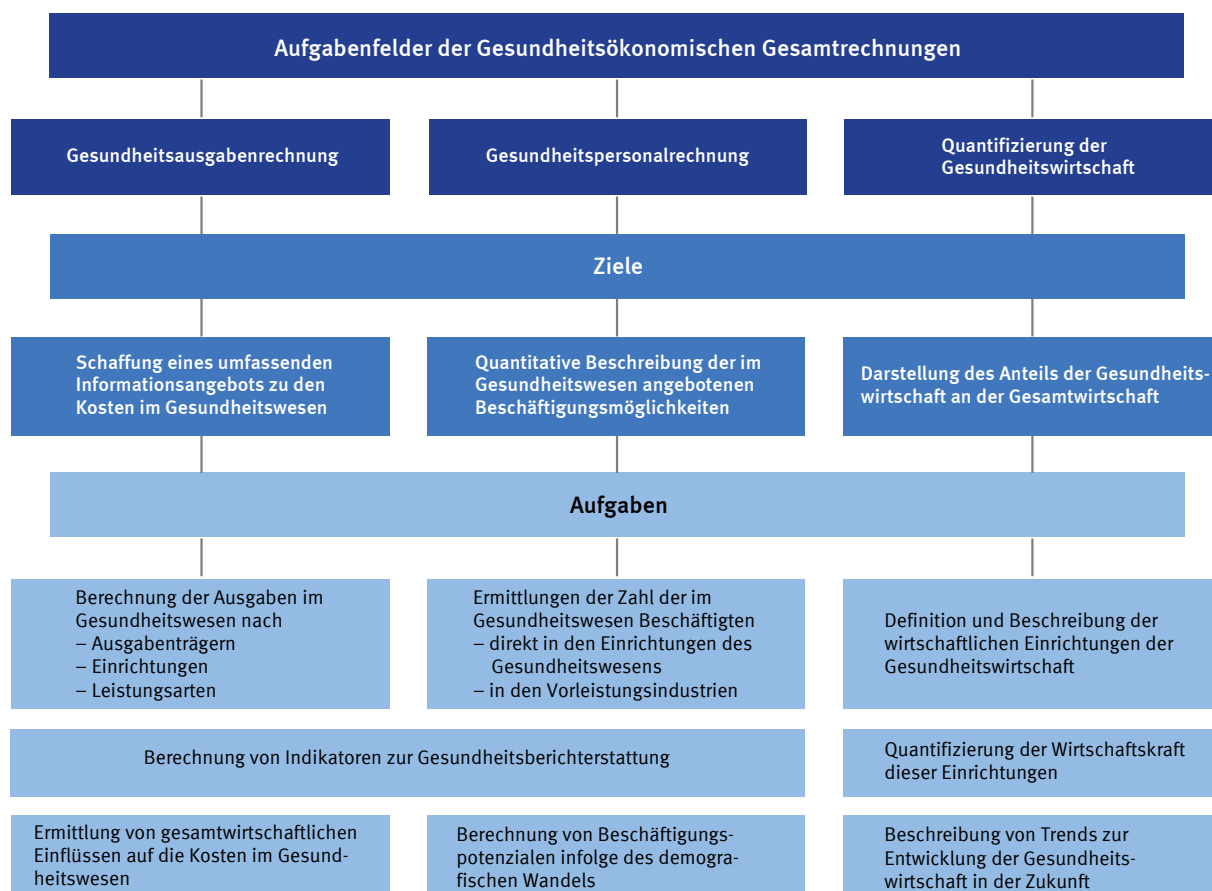 Aufgabenfelder der Gesundheitsökonomischen Gesamtrechnungen
Gesundheitsausgabenrechnung
Gesundheitspersonalrechnung
Quantifizierung der
Gesundheitswirtschaft
Ziele
Schaffung eines umfassenden
Informationsangebots zu den
Kosten im Gesundheitswesen
Quantitative Beschreibung der im
Gesundheitswesen angebotenen
Beschäftigungsmöglichkeiten
Darstellung des Anteils der Gesundheits-
wirtschaft an der Gesamtwirtschaft
Aufgaben
Berechnung der Ausgaben im
Gesundheitswesen nach
– Ausgabenträgern
– Einrichtungen
– Leistungsarten
Ermittlungen der Zahl der im
Gesundheitswesen Beschäftigten
– direkt in den Einrichtungen des
Gesundheitswesens
– in den Vorleistungsindustrien
Definition und Beschreibung der
wirtschaftlichen Einrichtungen der
Gesundheitswirtschaft
Berechnung von Indikatoren zur Gesundheitsberichterstattung
Quantifizierung der Wirtschaftskraft
dieser Einrichtungen
Ermittlung von gesamtwirtschaftlichen
Einflüssen auf die Kosten im Gesund-
heitswesen
Berechnung von Beschäftigungs-
potenzialen infolge des demogra-
fischen Wandels
Beschreibung von Trends zur
Entwicklung der Gesundheits-
wirtschaft in der Zukunft